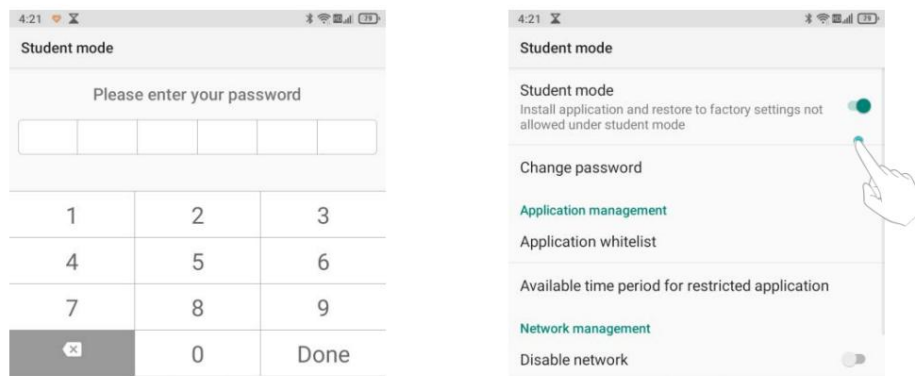 4:21
79
Student mode
Please enter your password
1 2 3
4 5 6
7 8 9
0 Done
4:21
79
Student mode
Student mode
Install application and restore to factory settings not
allowed under student mode
Change password
Application management
Application whitelist
Available time period for restricted application
Network management
Disable network